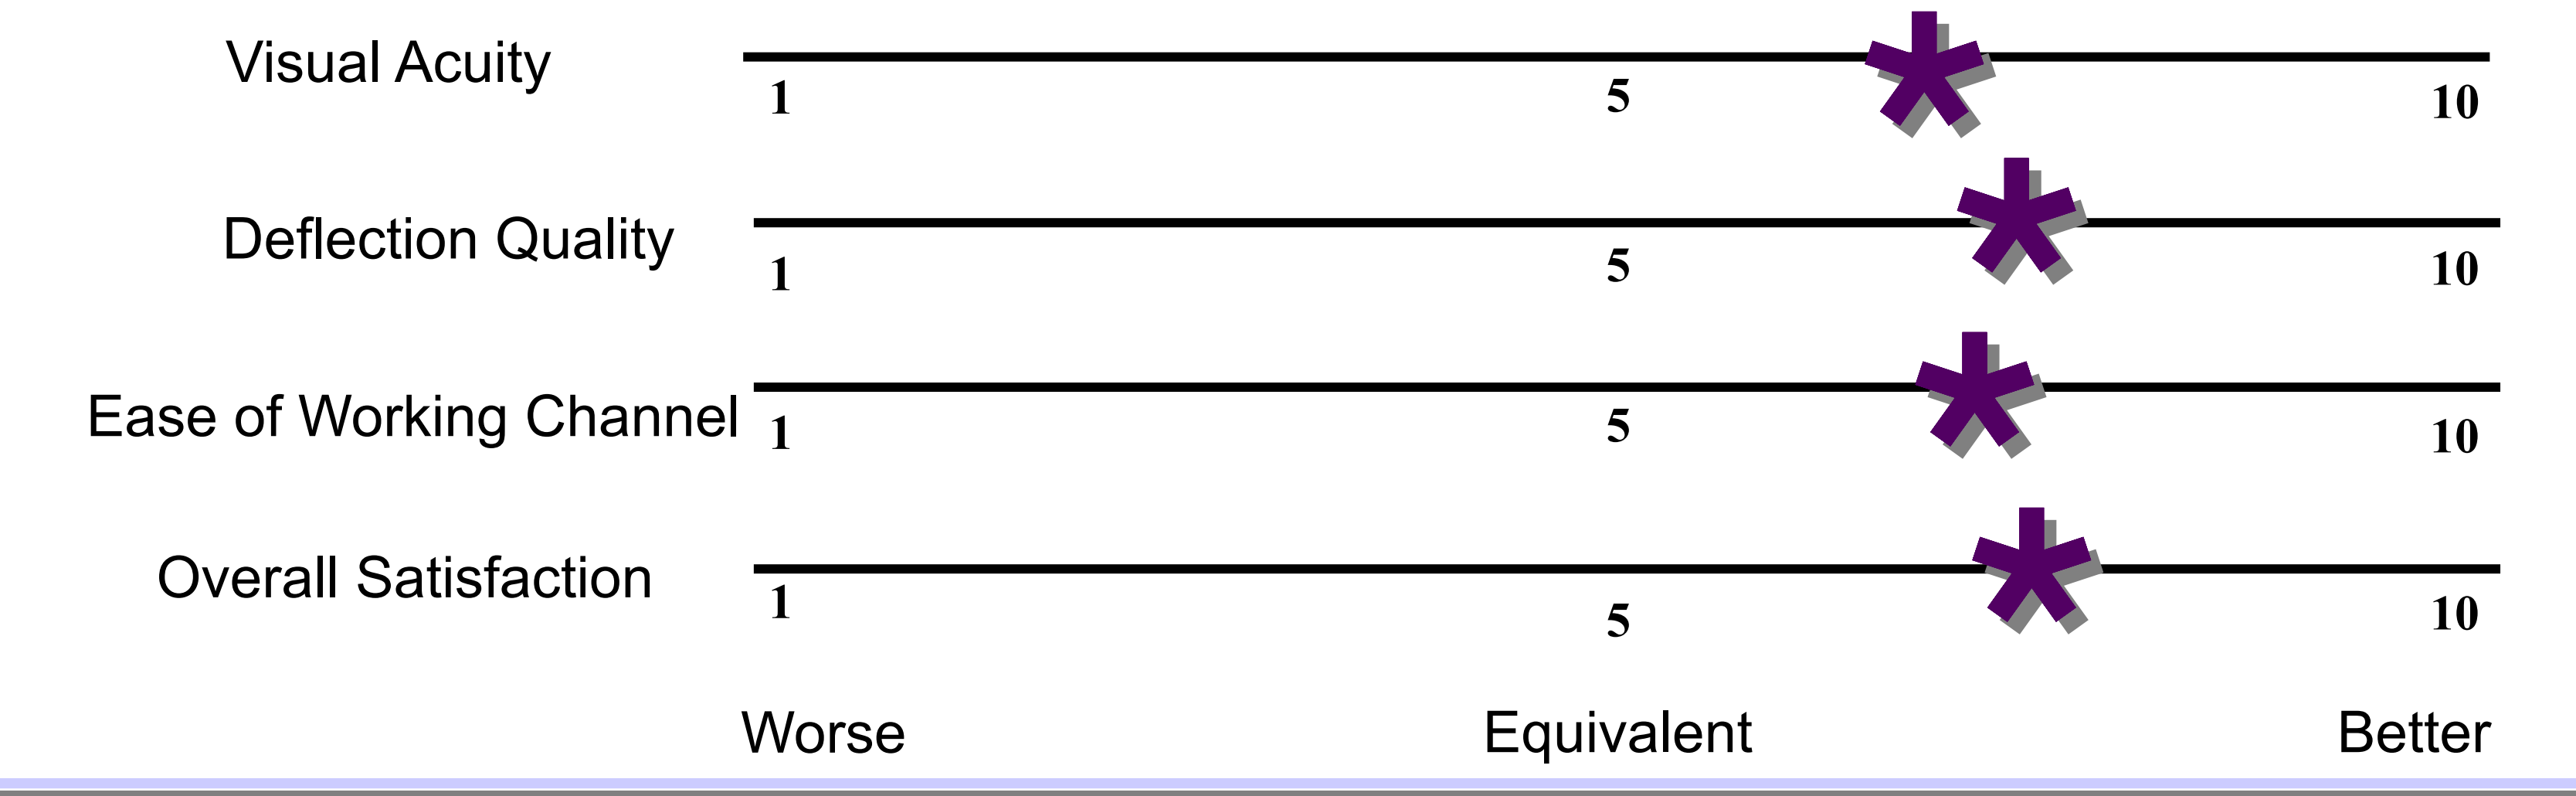 Visual Acuity
1 5 10
Deflection Quality
1 5 10
Ease of Working Channel
1 5 10
Overall Satisfaction
1 5 10
Worse Equivalent Better